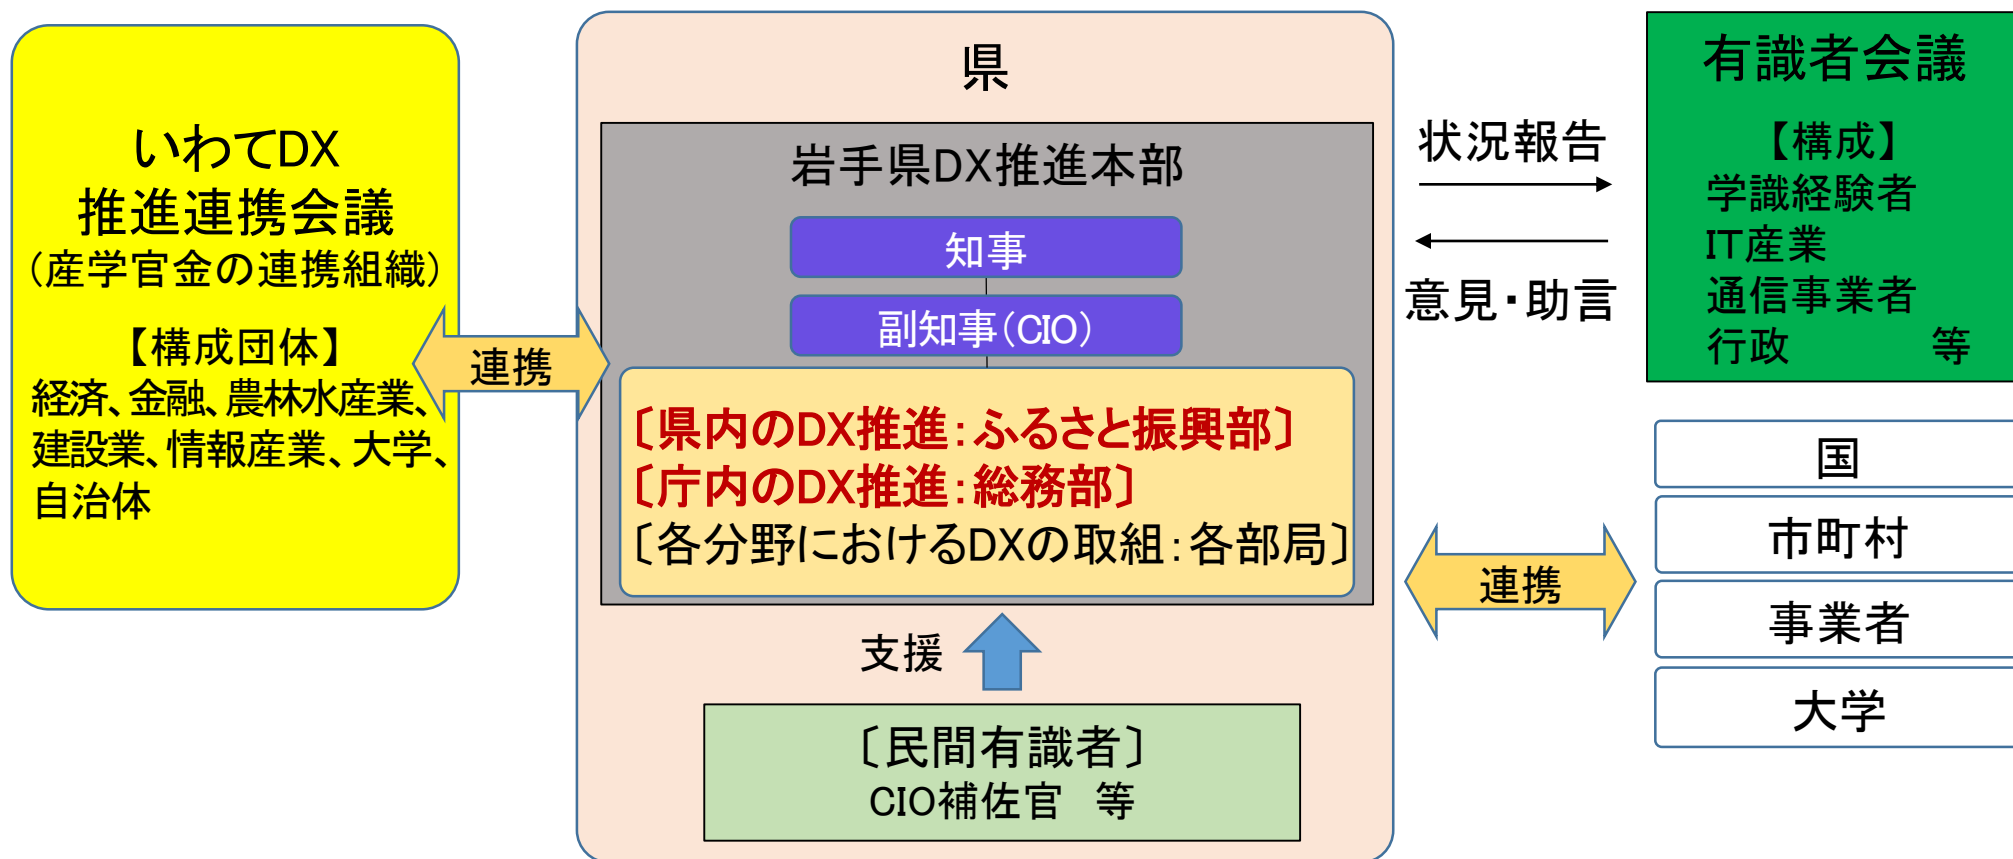 いわてDX
推進連携会議
（産学官金の連携組織）
【構成団体】
経済、金融、農林水産業、
建設業、情報産業、大学、
自治体
連携
県
岩手県DX推進本部
知事
副知事（CIO）
〔県内のDX推進：ふるさと振興部〕
〔庁内のDX推進：総務部〕
〔各分野におけるDXの取組：各部局〕
支援
〔民間有識者〕
CIO補佐官　等
状況報告
意見・助言
有識者会議
【構成】
学識経験者
IT産業
通信事業者
行政　　　等
連携
国
市町村
事業者
大学